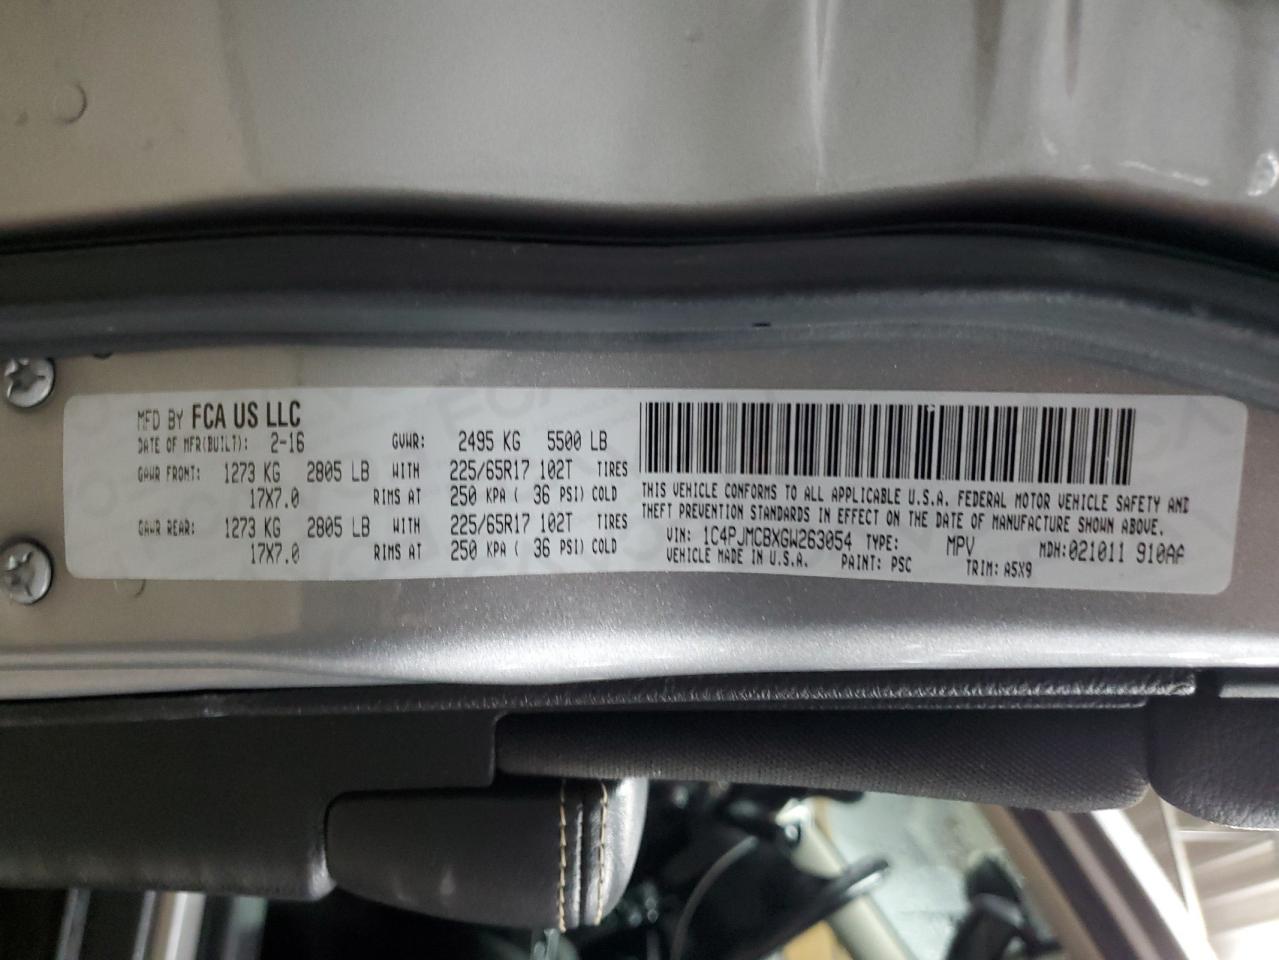 MFD BY FCA US LLC
DATE OF MFR(BUILT): 2-16 GVWR: 2495 KG 5500 LB
GAWR FRONT: 1273 KG 2805 LB WITH 225/65R17 102T TIRES
17X7.0 RIMS AT 250 KPA ( 36 PSI) COLD
GAWR REAR: 1273 KG 2805 LB WITH 225/65R17 102T TIRES
17X7.0 RIMS AT 250 KPA ( 36 PSI) COLD
THIS VEHICLE CONFORMS TO ALL APPLICABLE U.S.A. FEDERAL MOTOR VEHICLE SAFETY AND
THEFT PREVENTION STANDARDS IN EFFECT ON THE DATE OF MANUFACTURE SHOWN ABOVE.
VIN: 1C4PJMCBXGW263054 TYPE: MPV MDH:021011 910AA
VEHICLE MADE IN U.S.A. PAINT: PSC TRIM: A5X9